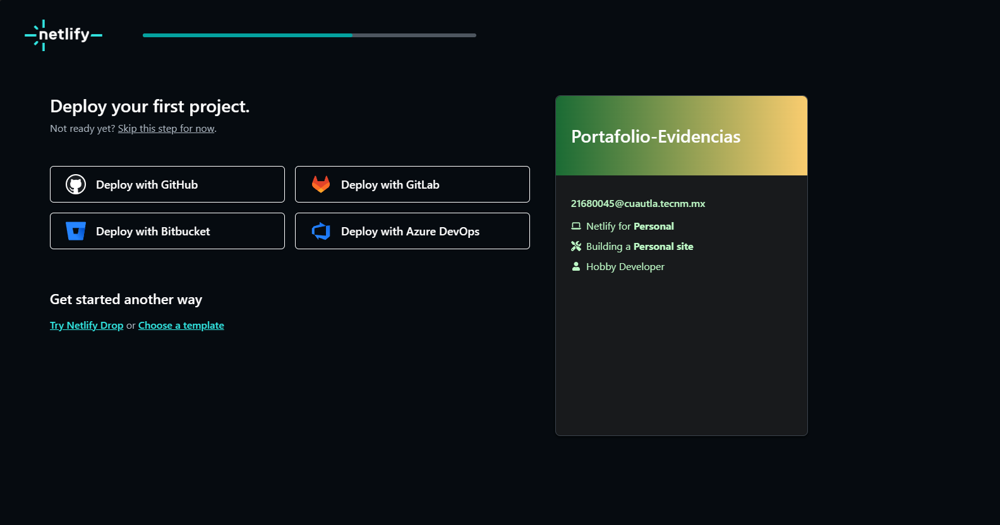 netlify
Deploy your first project.
Not ready yet? Skip this step for now.
Deploy with GitHub
Deploy with GitLab
Deploy with Bitbucket
Deploy with Azure DevOps
Get started another way
Try Netlify Drop or Choose a template
Portafolio-Evidencias
21680045@cuautla.tecnm.mx
Netlify for Personal
Building a Personal site
Hobby Developer